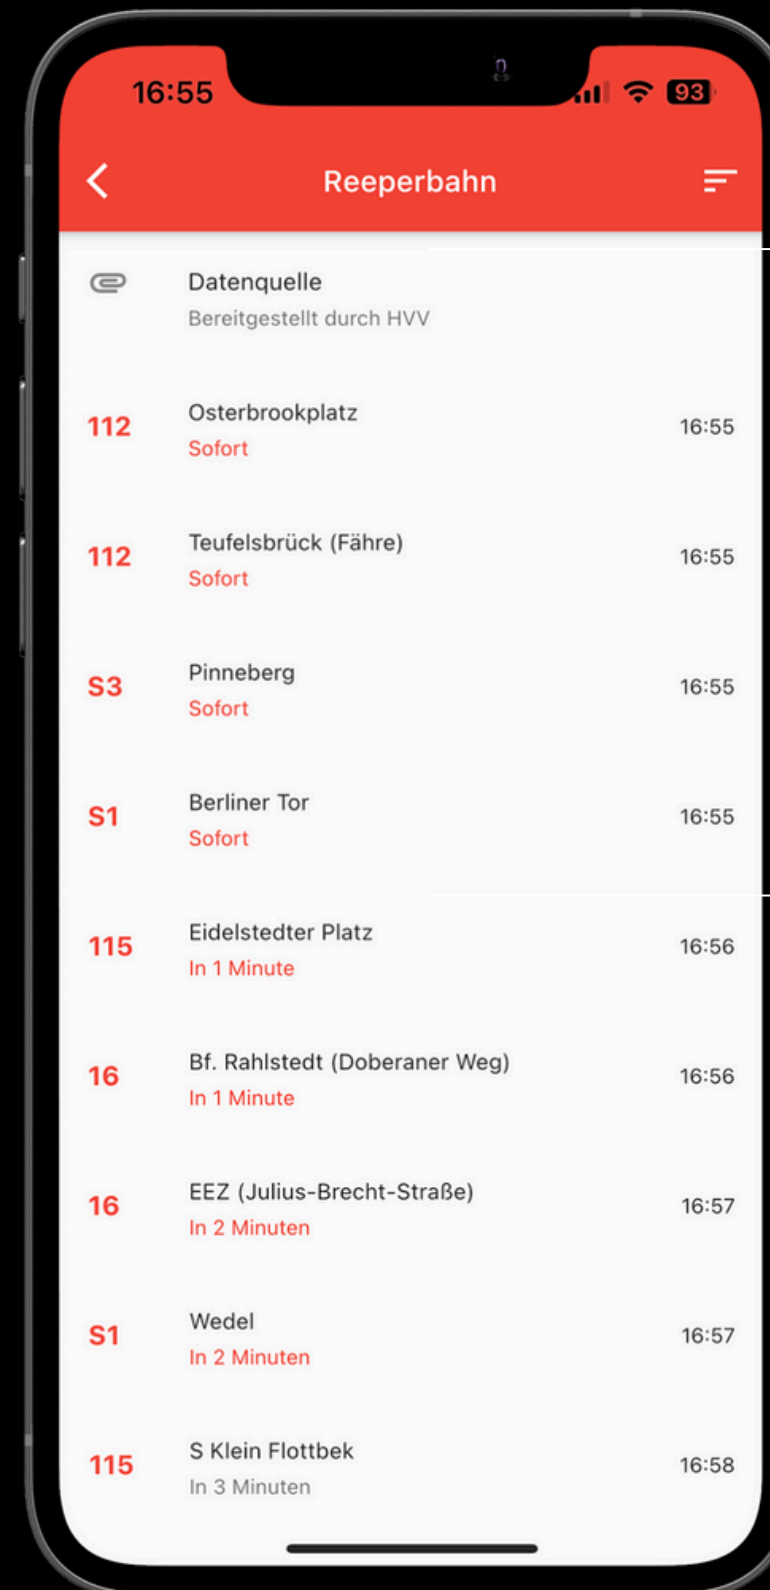 16:55
93
Reeperbahn
Datenquelle
Bereitgestellt durch HVV
112
Osterbrookplatz
Sofort
16:55
112
Teufelsbrück (Fähre)
Sofort
16:55
S3
Pinneberg
Sofort
16:55
S1
Berliner Tor
Sofort
16:55
115
Eidelstedter Platz
In 1 Minute
16:56
16
Bf. Rahlstedt (Doberaner Weg)
In 1 Minute
16:56
16
EEZ (Julius-Brecht-Straße)
In 2 Minuten
16:57
S1
Wedel
In 2 Minuten
16:57
115
S Klein Flottbek
In 3 Minuten
16:58